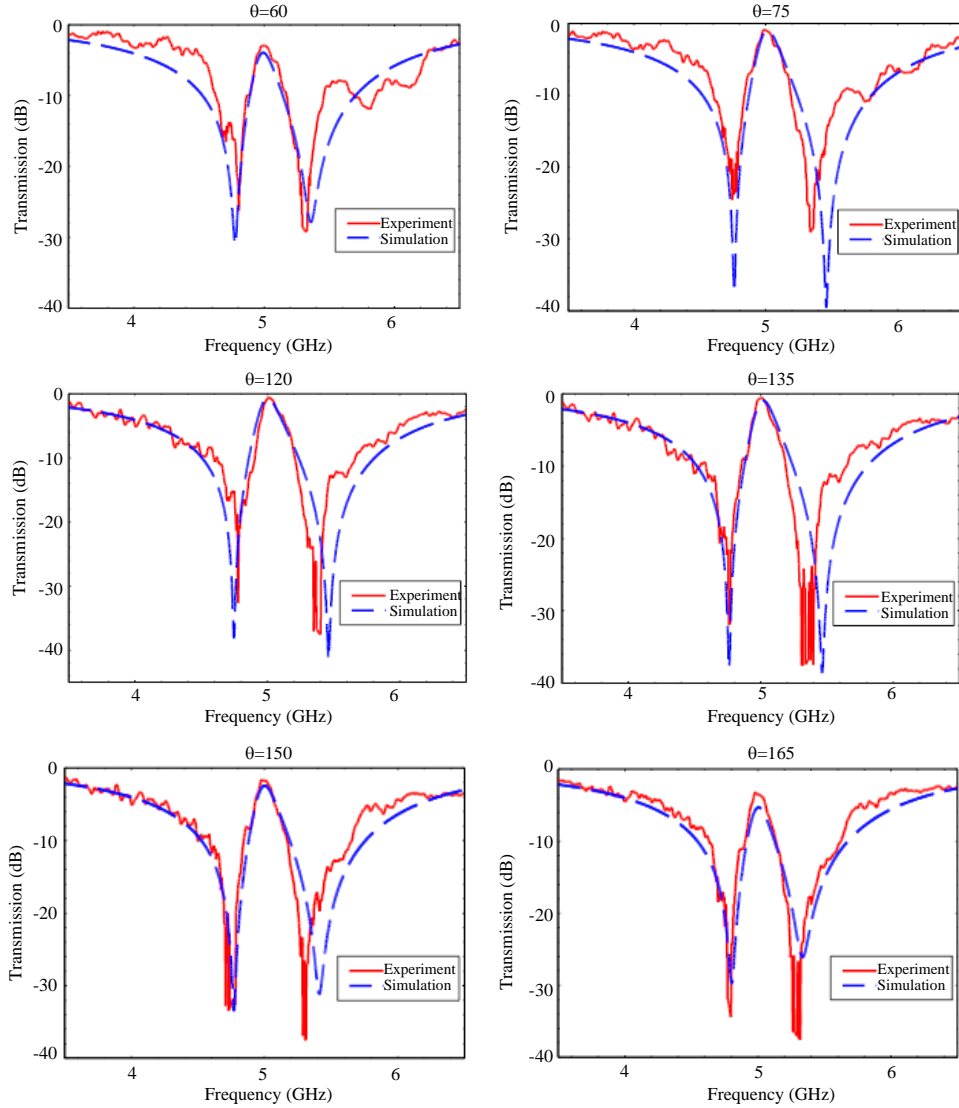 θ=60
0
-10
-20
-30
-40
Transmission (dB)
Experiment
Simulation
4
5
6
Frequency (GHz)
θ=75
0
-10
-20
-30
-40
Transmission (dB)
Experiment
Simulation
4
5
6
Frequency (GHz)
θ=120
0
-10
-20
-30
-40
Transmission (dB)
Experiment
Simulation
4
5
6
Frequency (GHz)
θ=135
0
-10
-20
-30
-40
Transmission (dB)
Experiment
Simulation
4
5
6
Frequency (GHz)
θ=150
0
-10
-20
-30
-40
Transmission (dB)
Experiment
Simulation
4
5
6
Frequency (GHz)
θ=165
0
-10
-20
-30
-40
Transmission (dB)
Experiment
Simulation
4
5
6
Frequency (GHz)